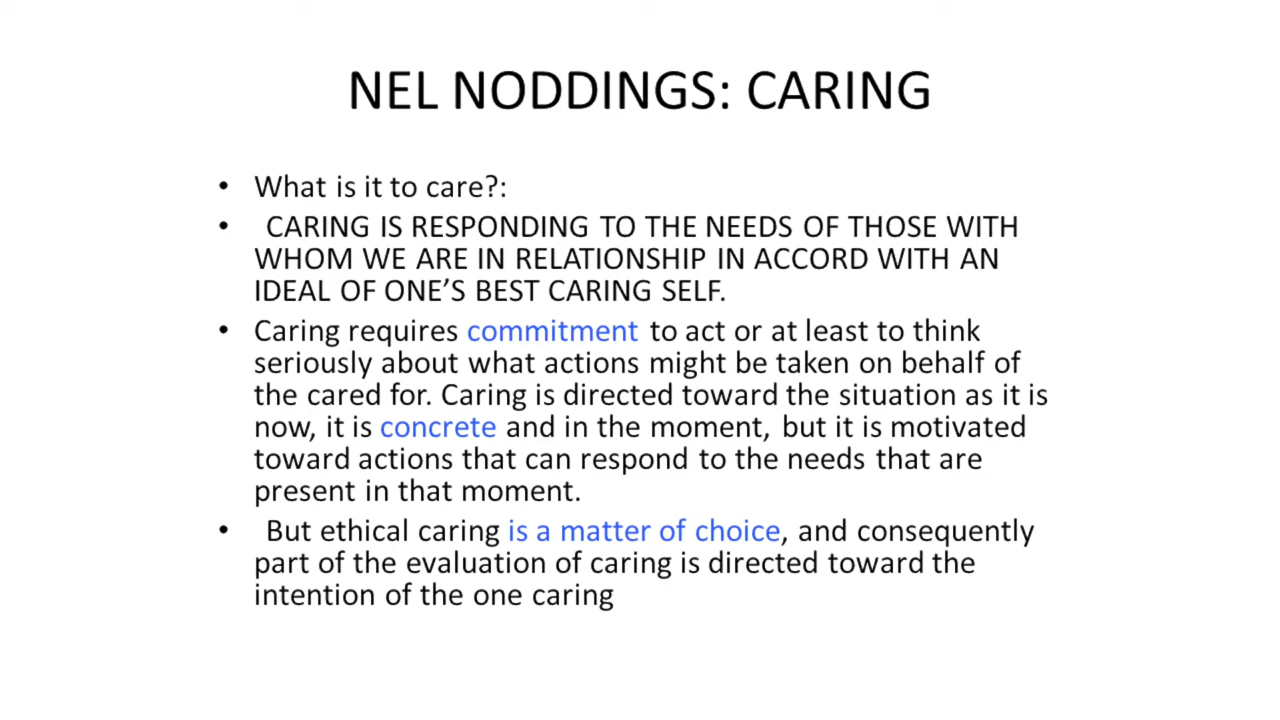 NEL NODDINGS: CARING
• What is it to care?:
• CARING IS RESPONDING TO THE NEEDS OF THOSE WITH
WHOM WE ARE IN RELATIONSHIP IN ACCORD WITH AN
IDEAL OF ONE’S BEST CARING SELF.
• Caring requires commitment to act or at least to think
seriously about what actions might be taken on behalf of
the cared for. Caring is directed toward the situation as it is
now, it is concrete and in the moment, but it is motivated
toward actions that can respond to the needs that are
present in that moment.
• But ethical caring is a matter of choice, and consequently
part of the evaluation of caring is directed toward the
intention of the one caring